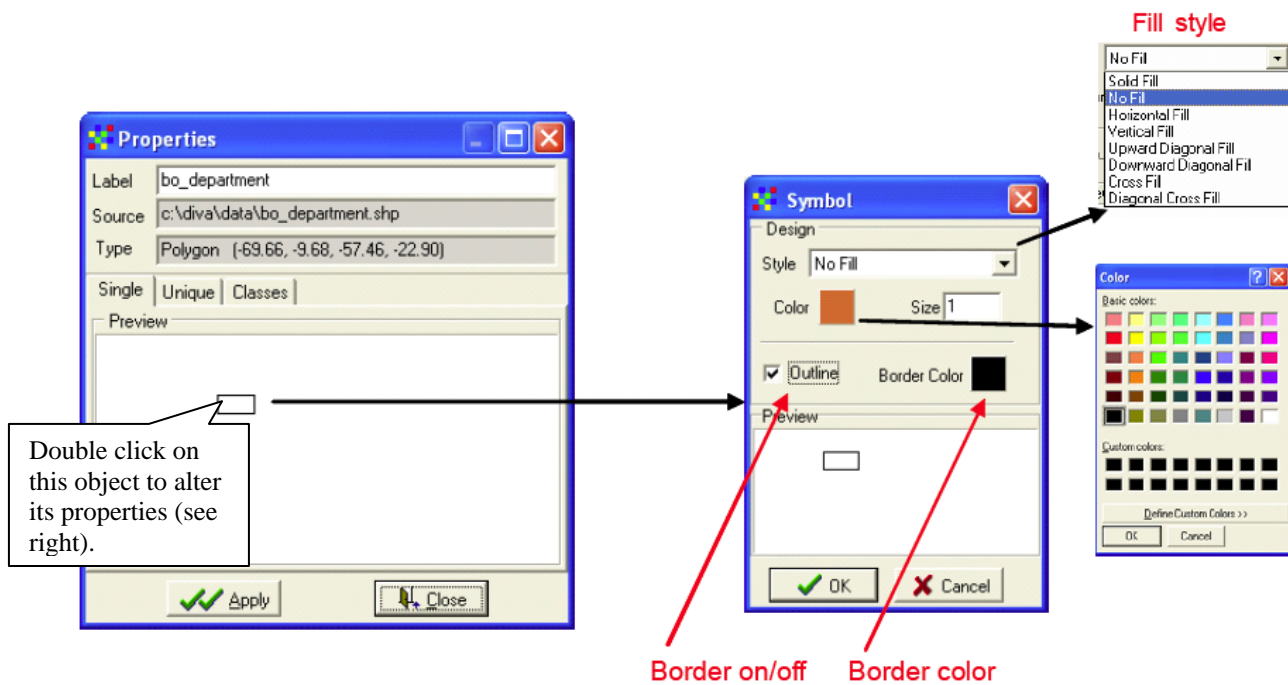 Fill style
No Fill
Solid Fill
No Fill
Horizontal Fill
Vertical Fill
Upward Diagonal Fill
Downward Diagonal Fill
Cross Fill
Diagonal Cross Fill
Properties
Label bo_department
Source c:\diva\data\bo_department.shp
Type Polygon (-69.66, -9.68, -57.46, -22.90)
Single Unique Classes
Preview
Double click on
this object to alter
its properties (see
right).
Apply Close
Symbol
Design
Style No Fill
Color Size 1
Outline Border Color
Preview
OK Cancel
Color
Basic colors:
Custom colors:
Define Custom Colors >>
OK Cancel
Border on/off Border color